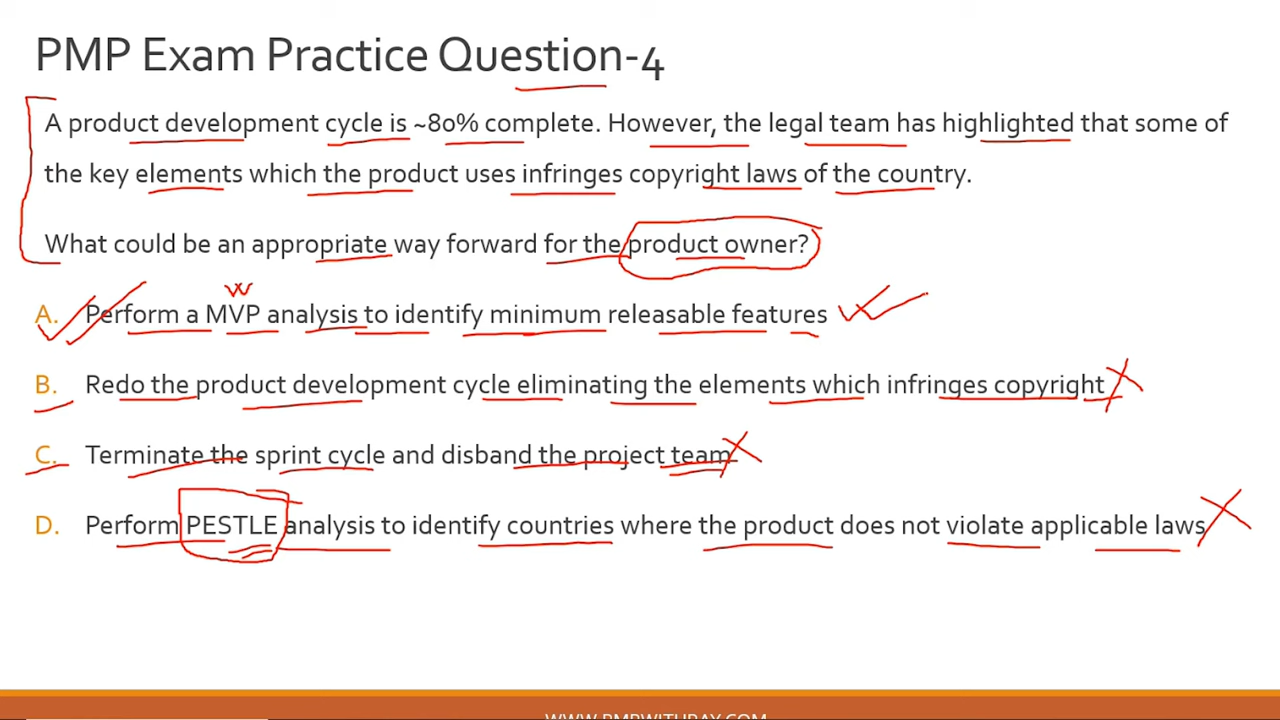 PMP Exam Practice Question-4
A product development cycle is ~80% complete. However, the legal team has highlighted that some of
the key elements which the product uses infringes copyright laws of the country.
What could be an appropriate way forward for the product owner?
A. Perform a MVP analysis to identify minimum releasable features
B. Redo the product development cycle eliminating the elements which infringes copyright
C. Terminate the sprint cycle and disband the project team
D. Perform PESTLE analysis to identify countries where the product does not violate applicable laws
WWW.PMPWITHRAY.COM